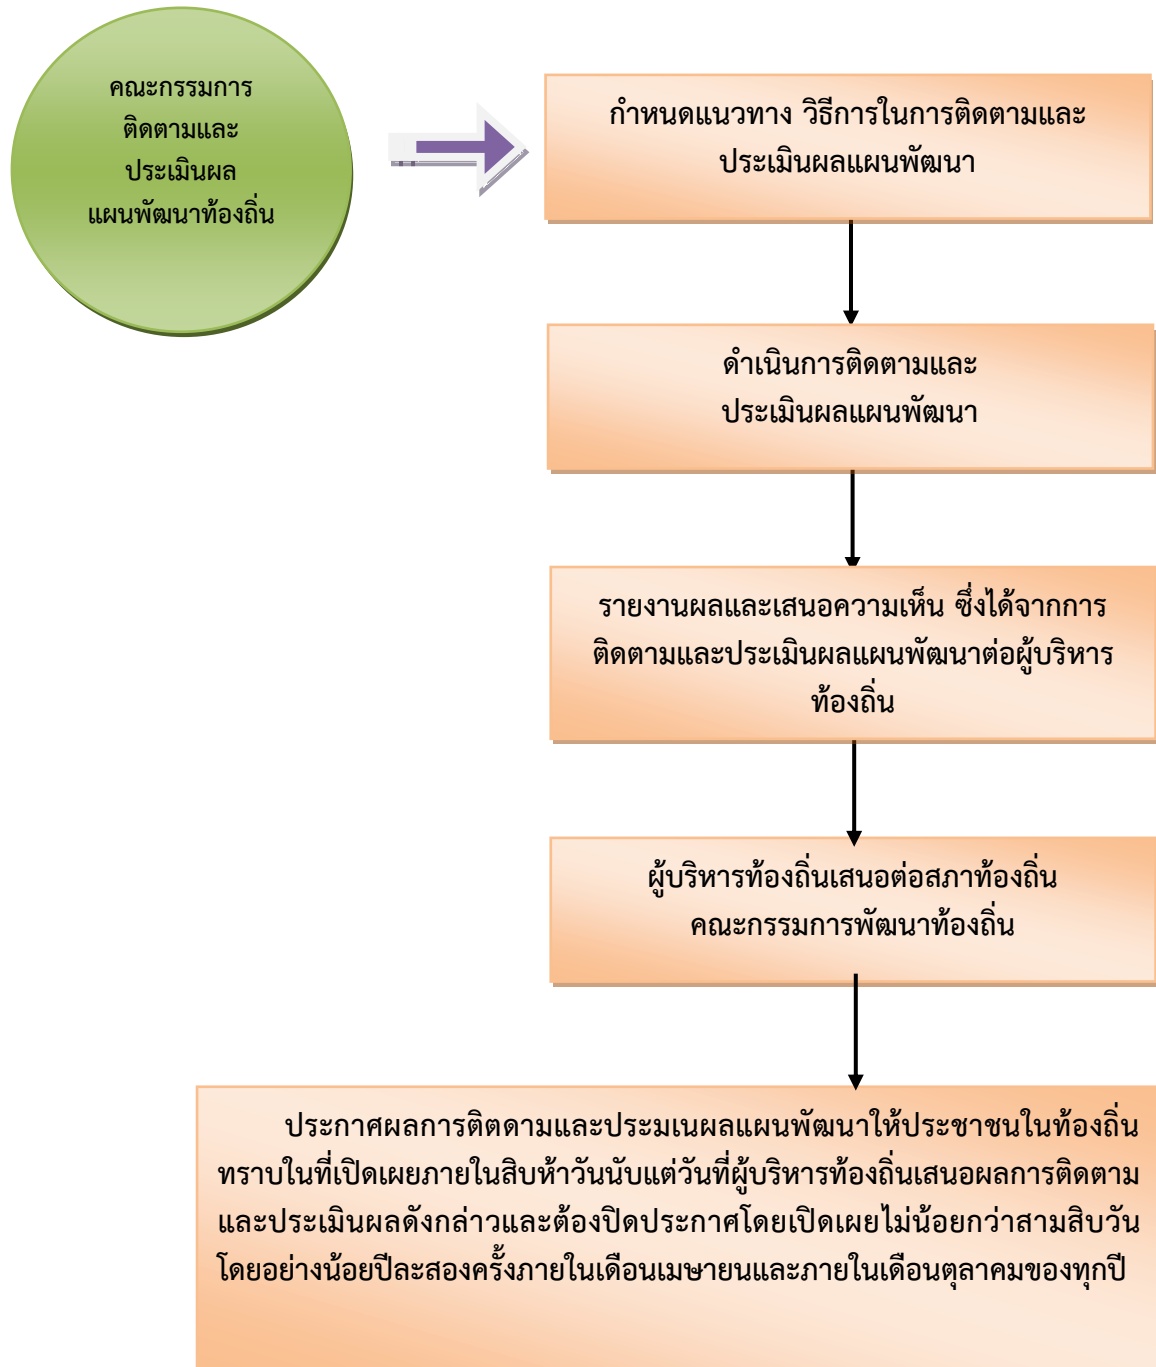 คณะกรรมการ
ติดตามและ
ประเมินผล
แผนพัฒนาท้องถิ่น
กำหนดแนวทาง วิธีการในการติดตามและ
ประเมินผลแผนพัฒนา
ดำเนินการติดตามและ
ประเมินผลแผนพัฒนา
รายงานผลและเสนอความเห็น ซึ่งได้จากการ
ติดตามและประเมินผลแผนพัฒนาต่อผู้บริหาร
ท้องถิ่น
ผู้บริหารท้องถิ่นเสนอต่อสภาท้องถิ่น
คณะกรรมการพัฒนาท้องถิ่น
ประกาศผลการติตดามและประมเนผลแผนพัฒนาให้ประชาชนในท้องถิ่น
ทราบในที่เปิดเผยภายในสิบห้าวันนับแต่วันที่ผู้บริหารท้องถิ่นเสนอผลการติดตาม
และประเมินผลดังกล่าวและต้องปิดประกาศโดยเปิดเผยไม่น้อยกว่าสามสิบวัน
โดยอย่างน้อยปีละสองครั้งภายในเดือนเมษายนและภายในเดือนตุลาคมของทุกปี